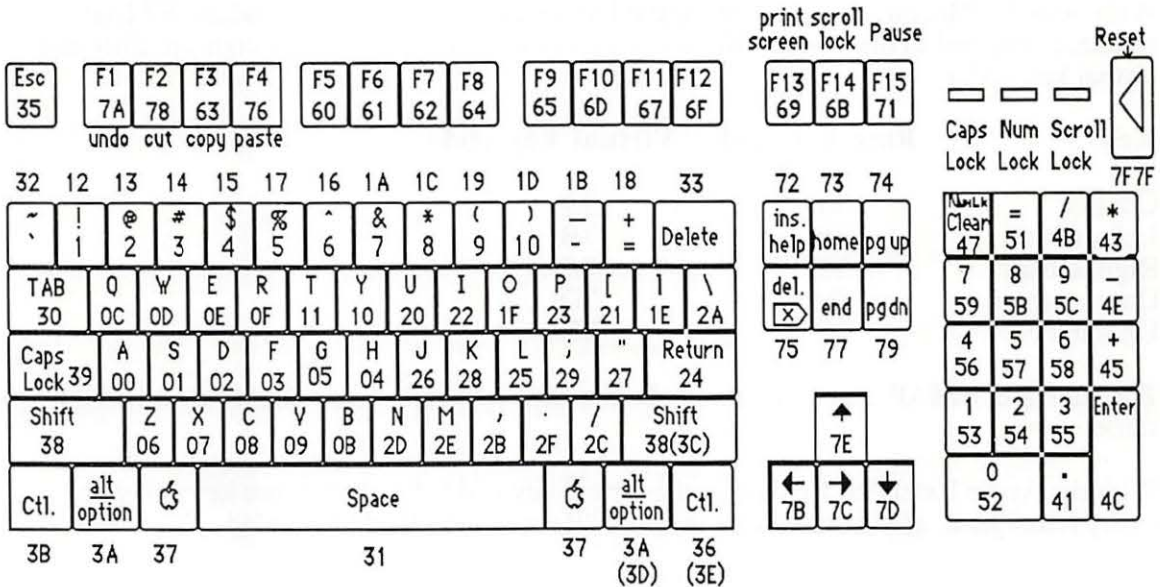 print scroll Pause
screen lock
Reset
Esc F1 F2 F3 F4 F5 F6 F7 F8 F9 F10 F11 F12 F13 F14 F15
35 7A 78 63 76 60 61 62 64 65 6D 67 6F 69 6B 71
undo cut copy paste
Caps Num Scroll
Lock Lock Lock
7F 7F
32 12 13 14 15 17 16 1A 1C 19 1D 1B 18 33 72 73 74
~ ! @ # $ % ^ & * ( ) — +
` 1 2 3 4 5 6 7 8 9 10 - = Delete
ins.
help home pg up
NumLk
Clear = / *
47 51 4B 43
TAB Q W E R T Y U I O P [ ] \
30 0C 0D 0E 0F 11 10 20 22 1F 23 21 1E 2A
del.
X end pg dn
7 8 9 –
59 5B 5C 4E
Caps A S D F G H J K L ; " Return
Lock 39 00 01 02 03 05 04 26 28 25 29 27 24
75 77 79
4 5 6 +
56 57 58 45
Shift Z X C V B N M , . / Shift
38 06 07 08 09 0B 2D 2E 2B 2F 2C 38(3C)
7E
1 2 3 Enter
53 54 55
Ctl. alt option Space alt option Ctl.
← → ↓
7B 7C 7D
0 .
52 41 4C
3B 3A 37 31 37 3A 36
(3D) (3E)